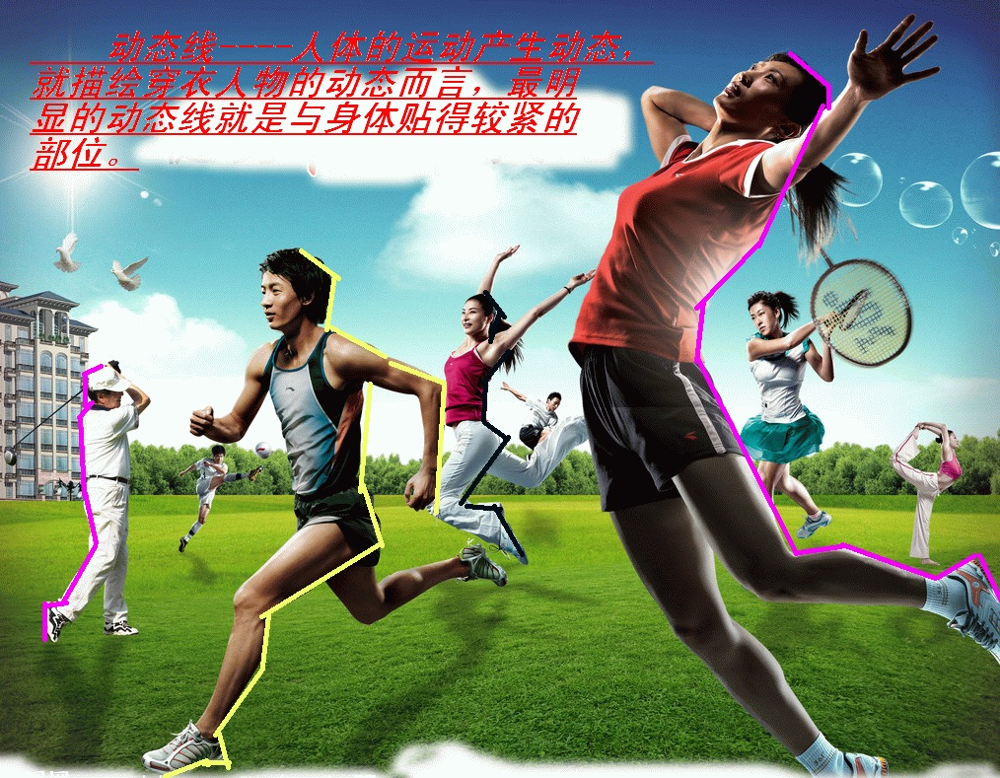 动态线----人体的运动产生动态，
就描绘穿衣人物的动态而言，最明
显的动态线就是与身体贴得较紧的
部位。